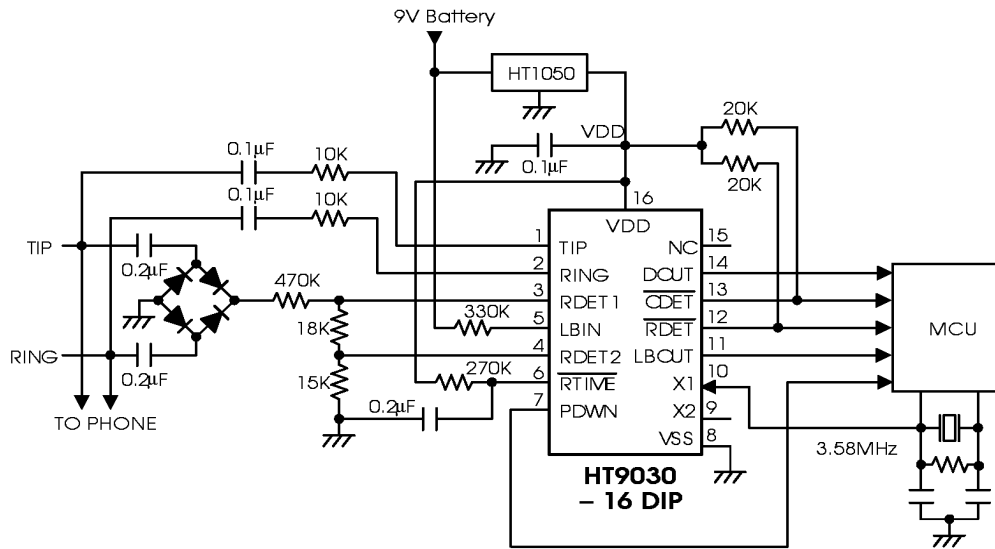 9V Battery
HT1050
20K
VDD
0.1µF
10K
0.1µF
20K
0.1µF
10K
16
VDD
TIP
0.2µF
1 TIP
NC 15
2 RING
DOUT 14
470K
3 RDET1
CDET 13
18K
330K
5 LBIN
RDET 12
MCU
RING
0.2µF
4 RDET2
LBOUT 11
15K
270K
6 RTIME
X1 10
0.2µF
7 PDWN
X2 9
TO PHONE
VSS 8
3.58MHz
HT9030
– 16 DIP